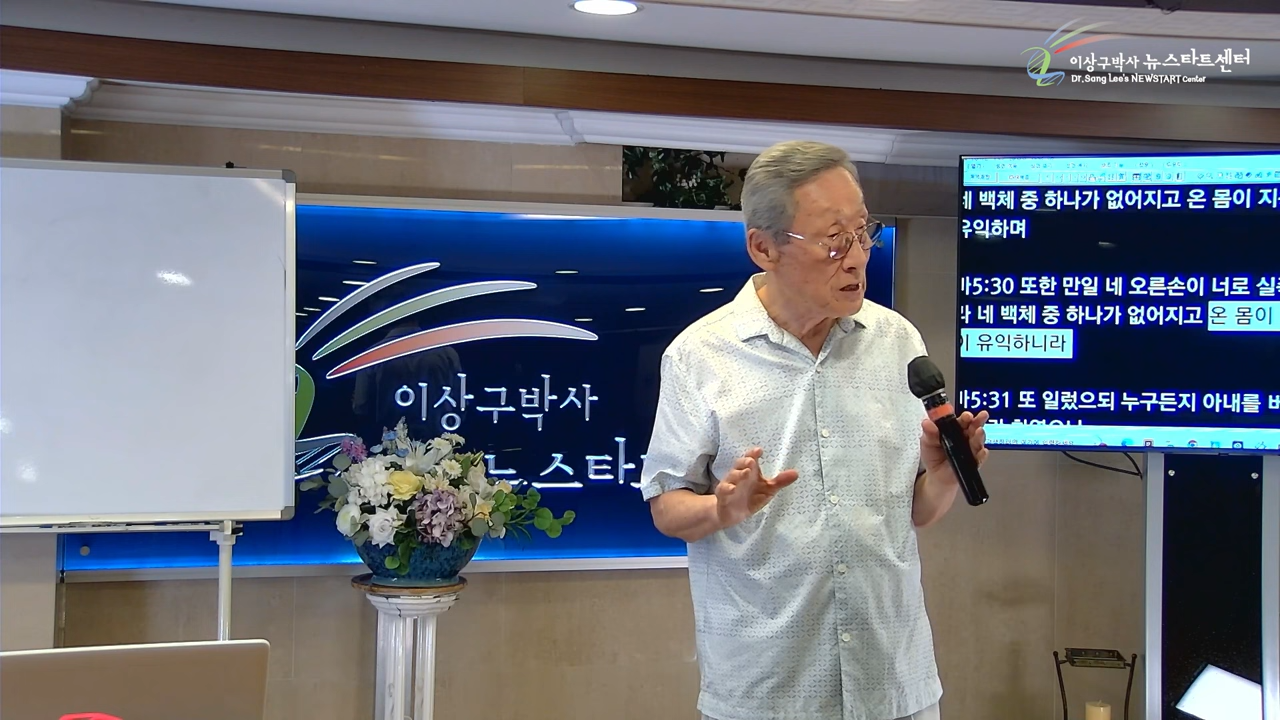 이상구박사 뉴스타트센터
Dr. Sang Lee's NEWSTART Center
이상구박사
뉴스타
백체 중 하나가 없어지고 온 몸이
유익하며
5:30 또한 만일 네 오른손이 너로
네 백체 중 하나가 없어지고 온 몸이
유익하니라
5:31 또 일렀으되 누구든지 아내를